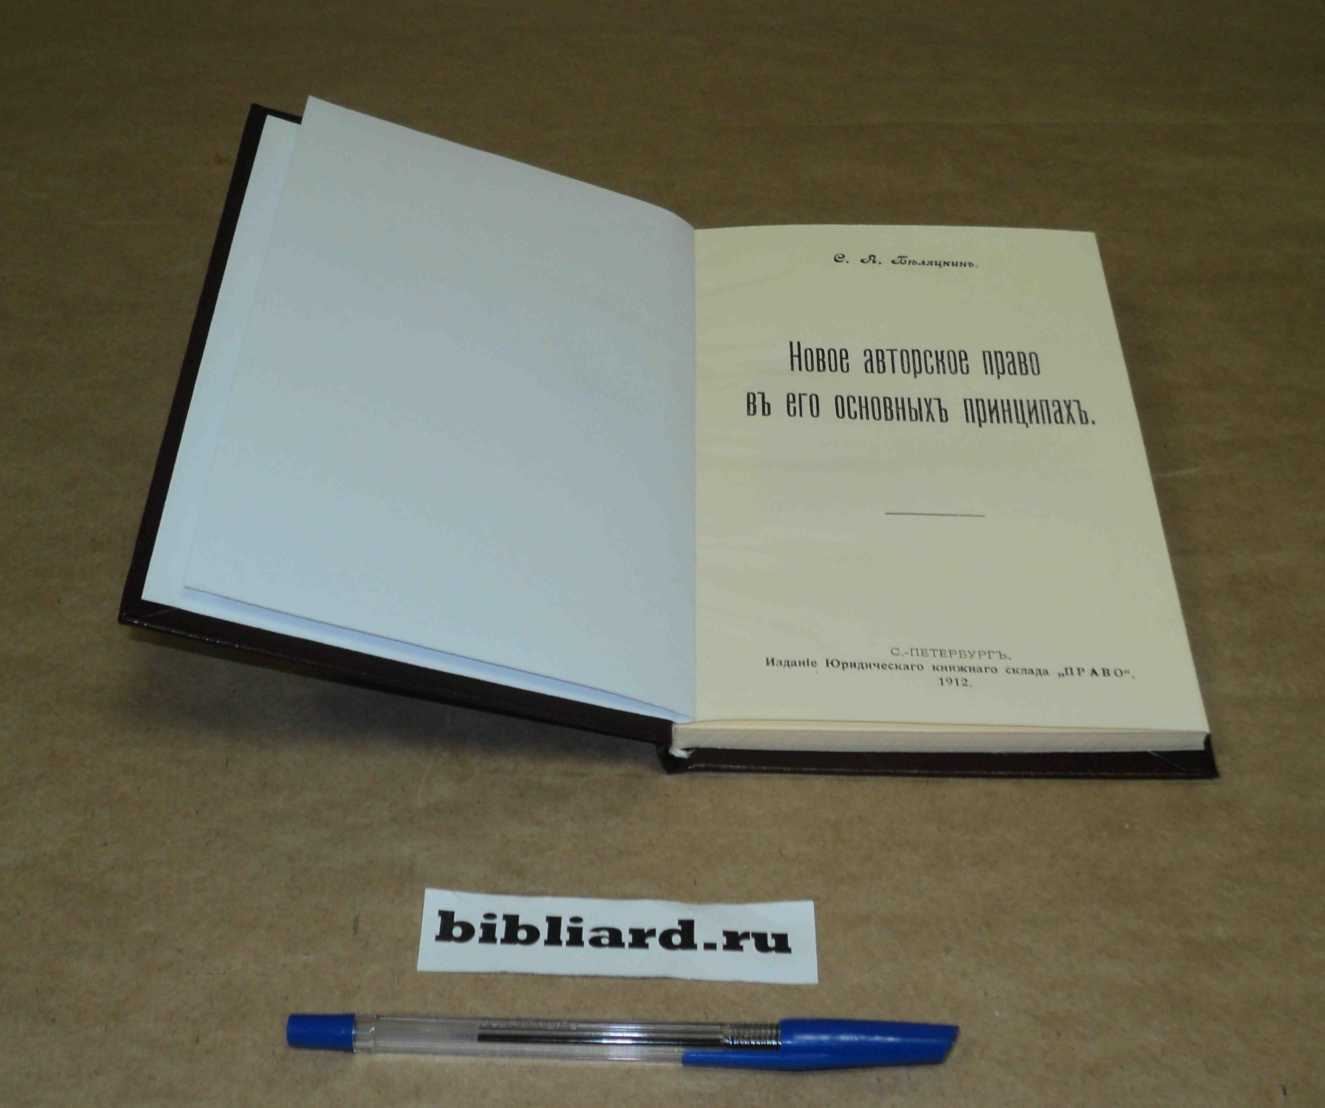 С. А. Бѣляцкинъ.
Новое авторское право
въ его основныхъ принципахъ.
С.-ПЕТЕРБУРГЪ.
Изданіе Юридическаго книжнаго склада „ПРАВО“.
1912.
bibliard.ru